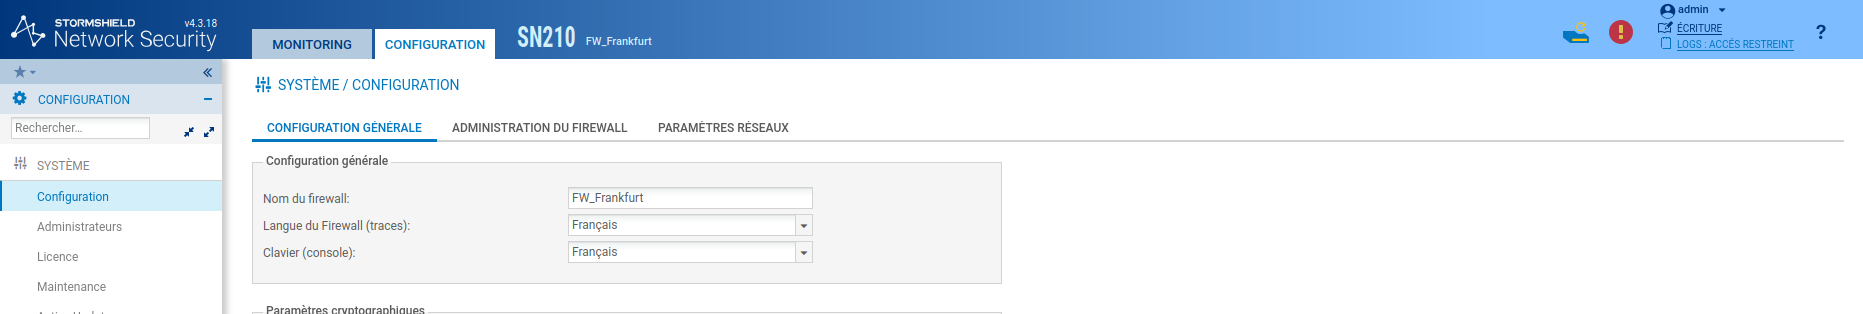 STORMSHIELD v4.3.18
Network Security
MONITORING
CONFIGURATION
SN210 FW_Frankfurt
admin
ÉCRITURE
LOGS : ACCÈS RESTREINT
?
CONFIGURATION
Rechercher...
SYSTÈME
Configuration
Administrateurs
Licence
Maintenance
SYSTÈME / CONFIGURATION
CONFIGURATION GÉNÉRALE
ADMINISTRATION DU FIREWALL
PARAMÈTRES RÉSEAUX
Configuration générale
Nom du firewall: FW_Frankfurt
Langue du Firewall (traces): Français
Clavier (console): Français
Paramètres cryptographiques